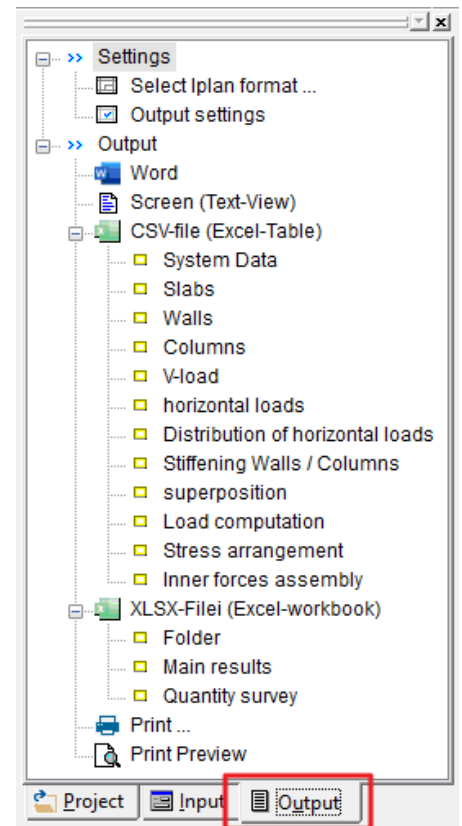 Settings
Select Iplan format ...
Output settings
Output
Word
Screen (Text-View)
CSV-file (Excel-Table)
System Data
Slabs
Walls
Columns
V-load
horizontal loads
Distribution of horizontal loads
Stiffening Walls / Columns
superposition
Load computation
Stress arrangement
Inner forces assembly
XLSX-Filei (Excel-workbook)
Folder
Main results
Quantity survey
Print ...
Print Preview
Project Input Output